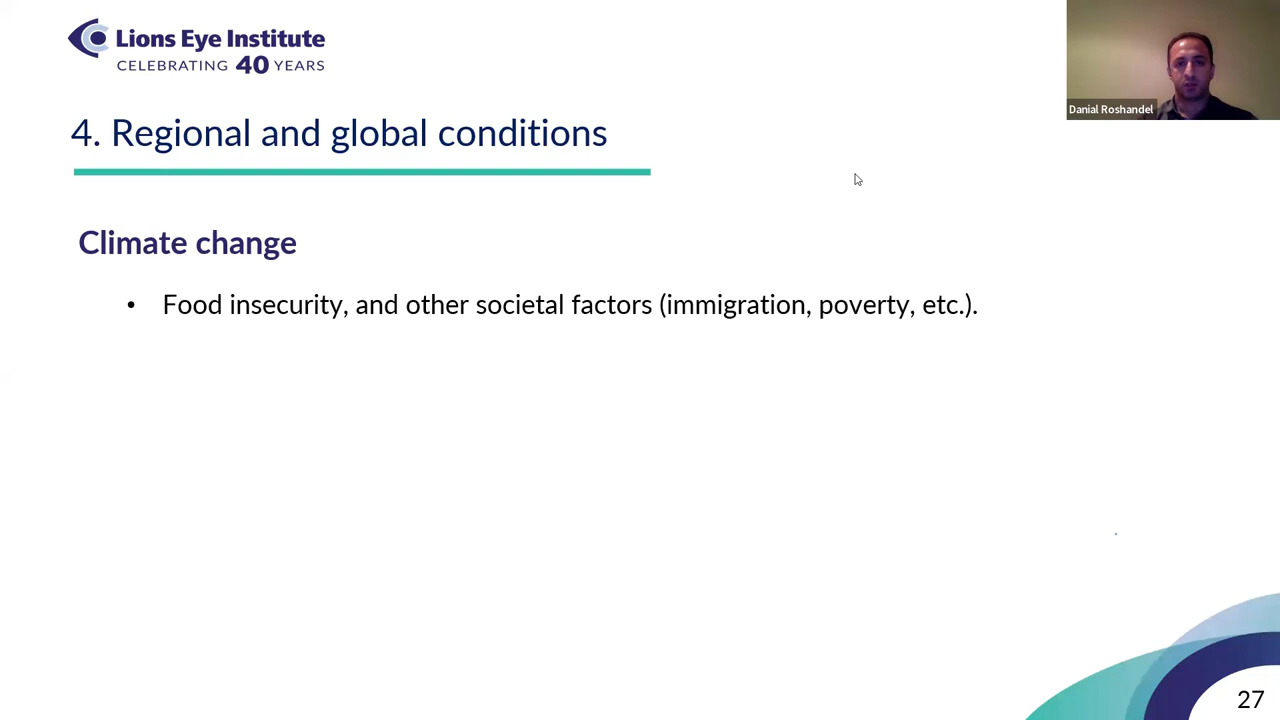 Lions Eye Institute
CELEBRATING 40 YEARS
Danial Roshandel
4. Regional and global conditions
Climate change
• Food insecurity, and other societal factors (immigration, poverty, etc.).
27